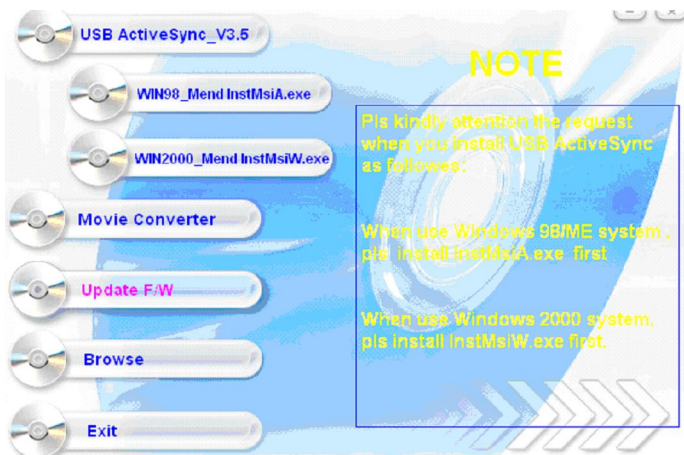 USB ActiveSync_V3.5
WIN98_Mend InstMsiA.exe
WIN2000_Mend InstMsiW.exe
Movie Converter
Update F/W
Browse
Exit
NOTE
Pls kindly attention the request
when you install USB ActiveSync
as followes:
When use Windows 98/ME system ,
pls install InstMsiA.exe first
When use Windows 2000 system,
pls install InstMsiW.exe first.